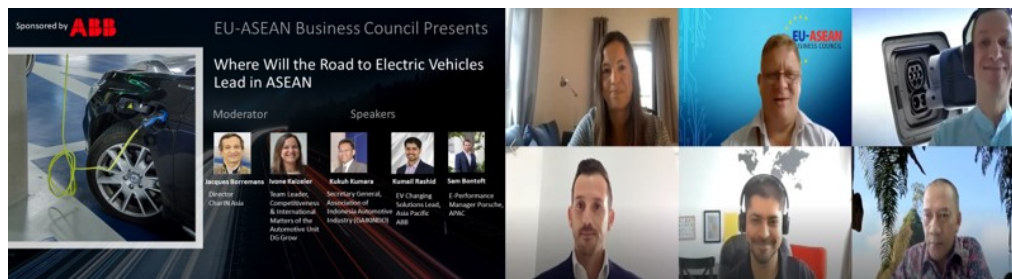 Sponsored by ABB
EU-ASEAN Business Council Presents
Where Will the Road to Electric Vehicles
Lead in ASEAN
Moderator
Speakers
Jacques Borremans
Director
CharIN Asia
Ivone Kaizeler
Team Leader,
Competitiveness
& International
Matters of the
Automotive Unit
DG Grow
Kukuh Kumara
Secretary General,
Association of
Indonesia Automotive
Industry (GAIKINDO)
Kumail Rashid
EV Charging
Solutions Lead,
Asia Pacific
ABB
Sam Bontoft
E-Performance
Manager Porsche,
APAC
EU-ASEAN
BUSINESS COUNCIL